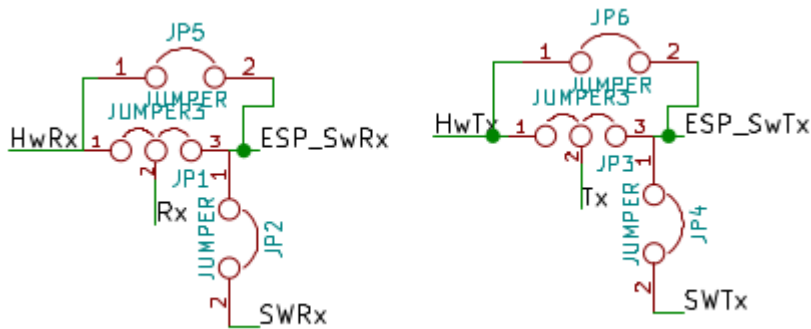 JP5
1 2
JUMPER
JUMPER3
HwRx 1 2 3 ESP_SwRx
JP1
Rx
1
JUMPER
JP2
2
SWRx
JP6
1 2
JUMPER
JUMPER3
HwTx 1 2 3 ESP_SwTx
JP3
Tx
1
JUMPER
JP4
2
SWTx